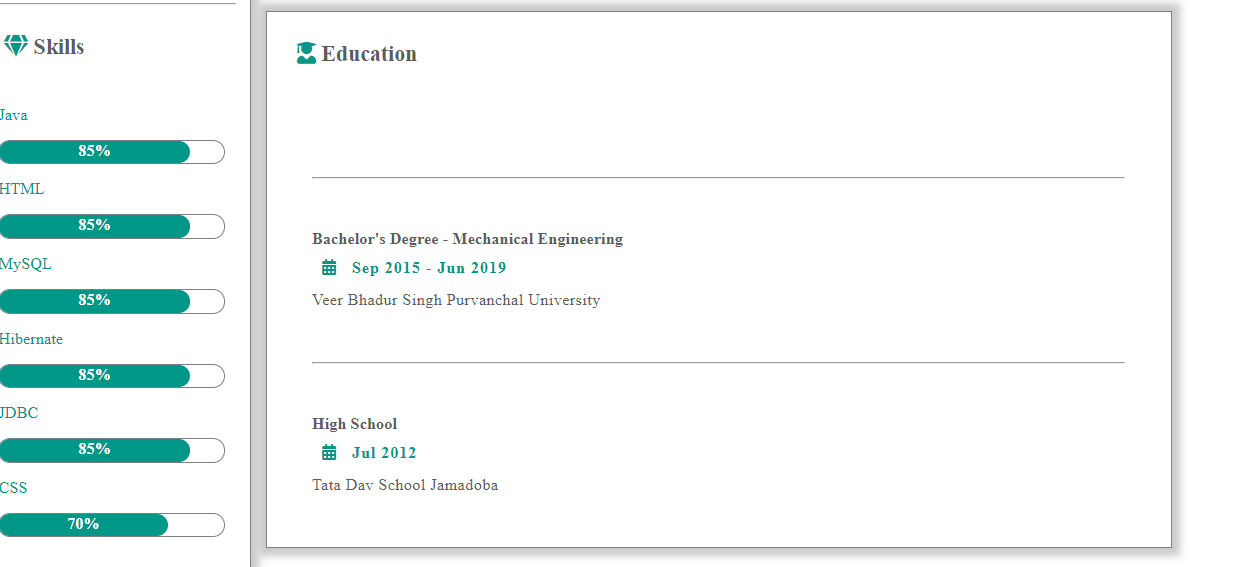 Skills
Java
85%
HTML
85%
MySQL
85%
Hibernate
85%
JDBC
85%
CSS
70%
Education
Bachelor's Degree - Mechanical Engineering
Sep 2015 - Jun 2019
Veer Bhadur Singh Purvanchal University
High School
Jul 2012
Tata Dav School Jamadoba